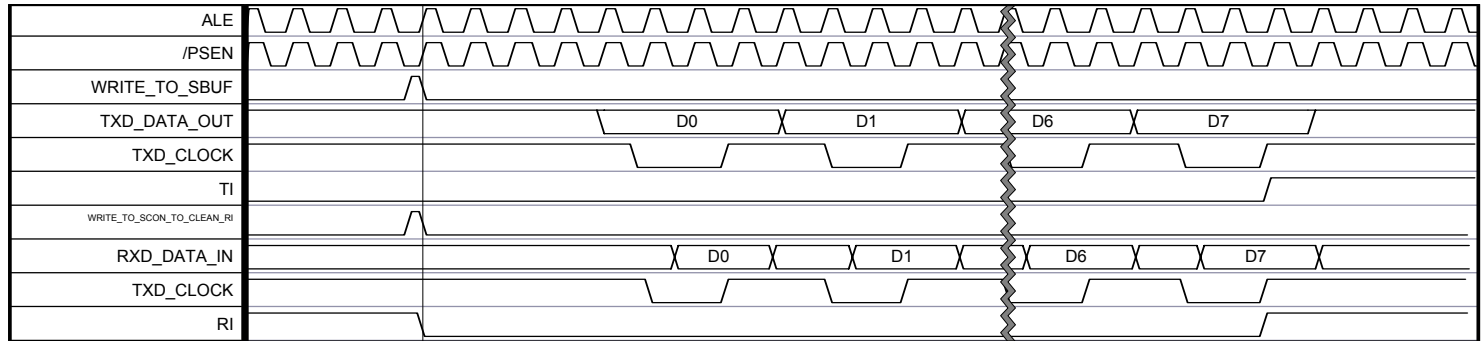 ALE
/PSEN
WRITE_TO_SBUF
TXD_DATA_OUT D0 D1 D6 D7
TXD_CLOCK
TI
WRITE_TO_SCON_TO_CLEAN_RI
RXD_DATA_IN D0 D1 D6 D7
TXD_CLOCK
RI